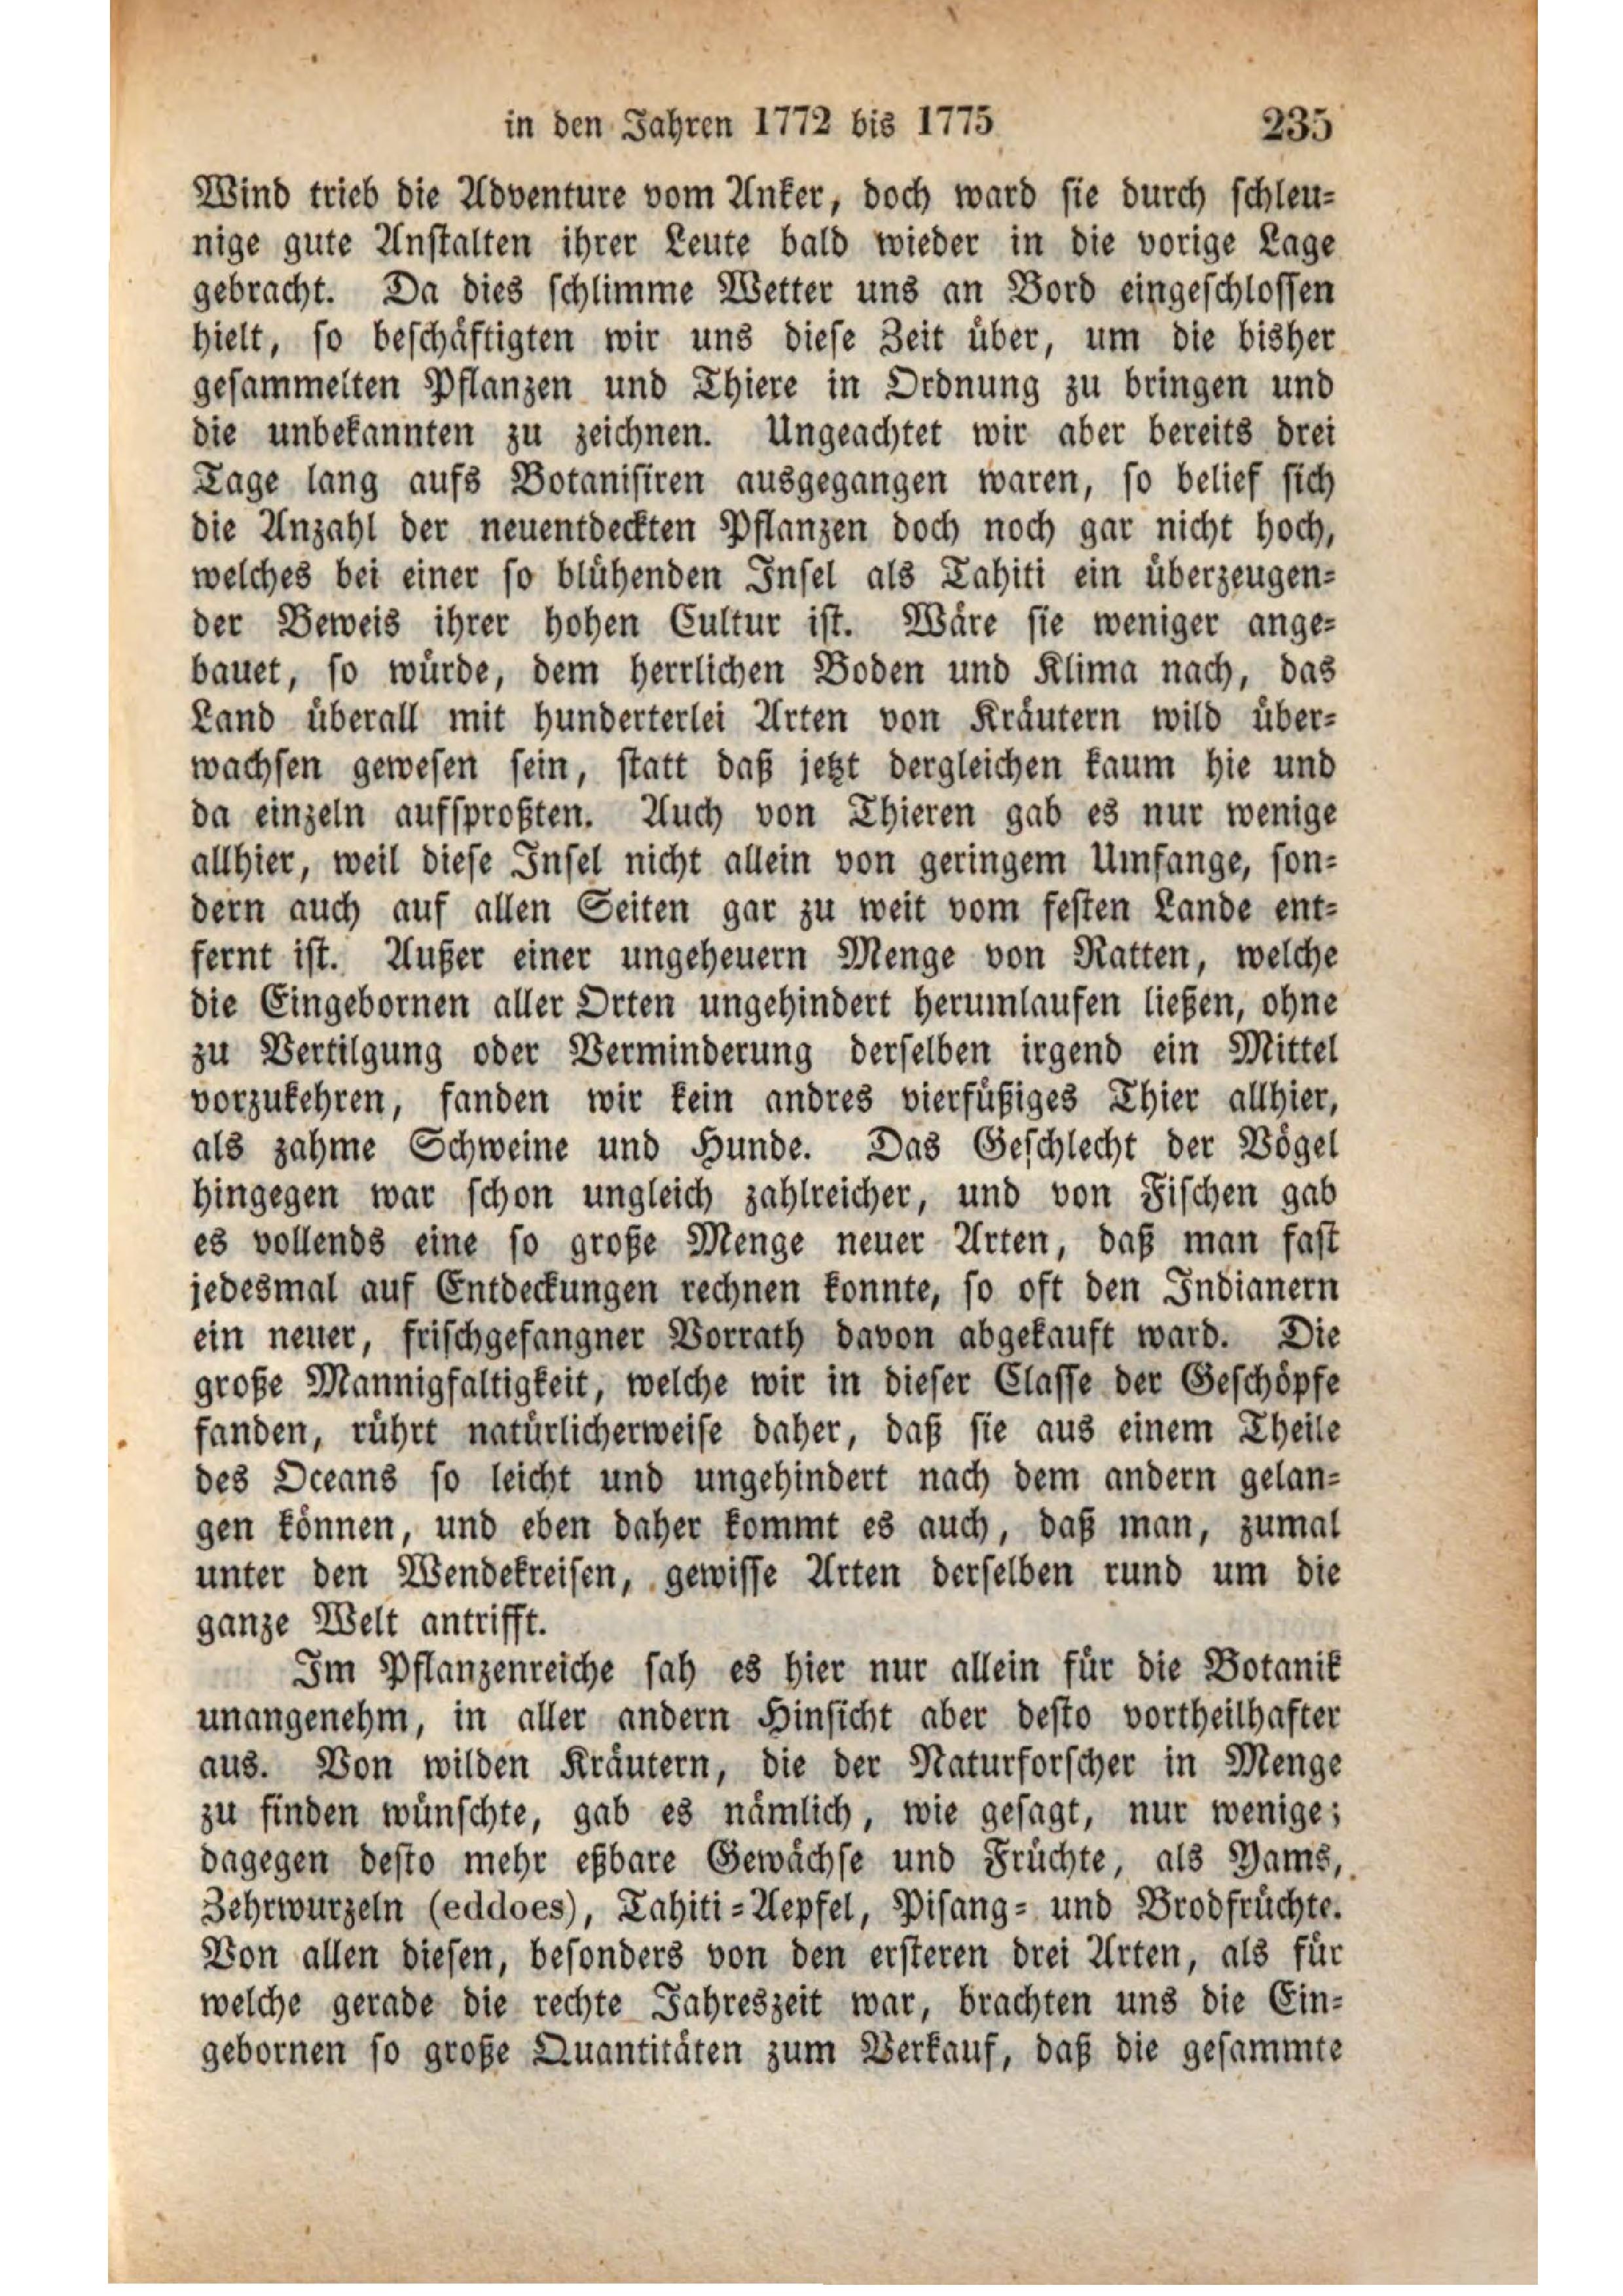 in den Jahren 1772 bis 1775 235
Wind trieb die Adventure vom Anker, doch ward sie durch schleu-
nige gute Anstalten ihrer Leute bald wieder in die vorige Lage
gebracht. Da dies schlimme Wetter uns an Bord eingeschlossen
hielt, so beschäftigten wir uns diese Zeit über, um die bisher
gesammelten Pflanzen und Thiere in Ordnung zu bringen und
die unbekannten zu zeichnen. Ungeachtet wir aber bereits drei
Tage lang aufs Botanisiren ausgegangen waren, so belief sich
die Anzahl der neuentdeckten Pflanzen doch noch gar nicht hoch,
welches bei einer so blühenden Insel als Tahiti ein überzeugen-
der Beweis ihrer hohen Cultur ist. Wäre sie weniger ange-
bauet, so würde, dem herrlichen Boden und Klima nach, das
Land überall mit hunderterlei Arten von Kräutern wild über-
wachsen gewesen sein, statt daß jetzt dergleichen kaum hie und
da einzeln aufsproßten. Auch von Thieren gab es nur wenige
allhier, weil diese Insel nicht allein von geringem Umfange, son-
dern auch auf allen Seiten gar zu weit vom festen Lande ent-
fernt ist. Außer einer ungeheuern Menge von Ratten, welche
die Eingebornen aller Orten ungehindert herumlaufen ließen, ohne
zu Vertilgung oder Verminderung derselben irgend ein Mittel
vorzukehren, fanden wir kein andres vierfüßiges Thier allhier,
als zahme Schweine und Hunde. Das Geschlecht der Vögel
hingegen war schon ungleich zahlreicher, und von Fischen gab
es vollends eine so große Menge neuer Arten, daß man fast
jedesmal auf Entdeckungen rechnen konnte, so oft den Indianern
ein neuer, frischgefangner Vorrath davon abgekauft ward. Die
große Mannigfaltigkeit, welche wir in dieser Classe der Geschöpfe
fanden, rührt natürlicherweise daher, daß sie aus einem Theile
des Oceans so leicht und ungehindert nach dem andern gelan-
gen können, und eben daher kommt es auch, daß man, zumal
unter den Wendekreisen, gewisse Arten derselben rund um die
ganze Welt antrifft.
Im Pflanzenreiche sah es hier nur allein für die Botanik
unangenehm, in aller andern Hinsicht aber desto vortheilhafter
aus. Von wilden Kräutern, die der Naturforscher in Menge
zu finden wünschte, gab es nämlich, wie gesagt, nur wenige;
dagegen desto mehr eßbare Gewächse und Früchte, als Yams,
Zehrwurzeln (eddoes), Tahiti-Aepfel, Pisang- und Brodfrüchte.
Von allen diesen, besonders von den ersteren drei Arten, als für
welche gerade die rechte Jahreszeit war, brachten uns die Ein-
gebornen so große Quantitäten zum Verkauf, daß die gesammte